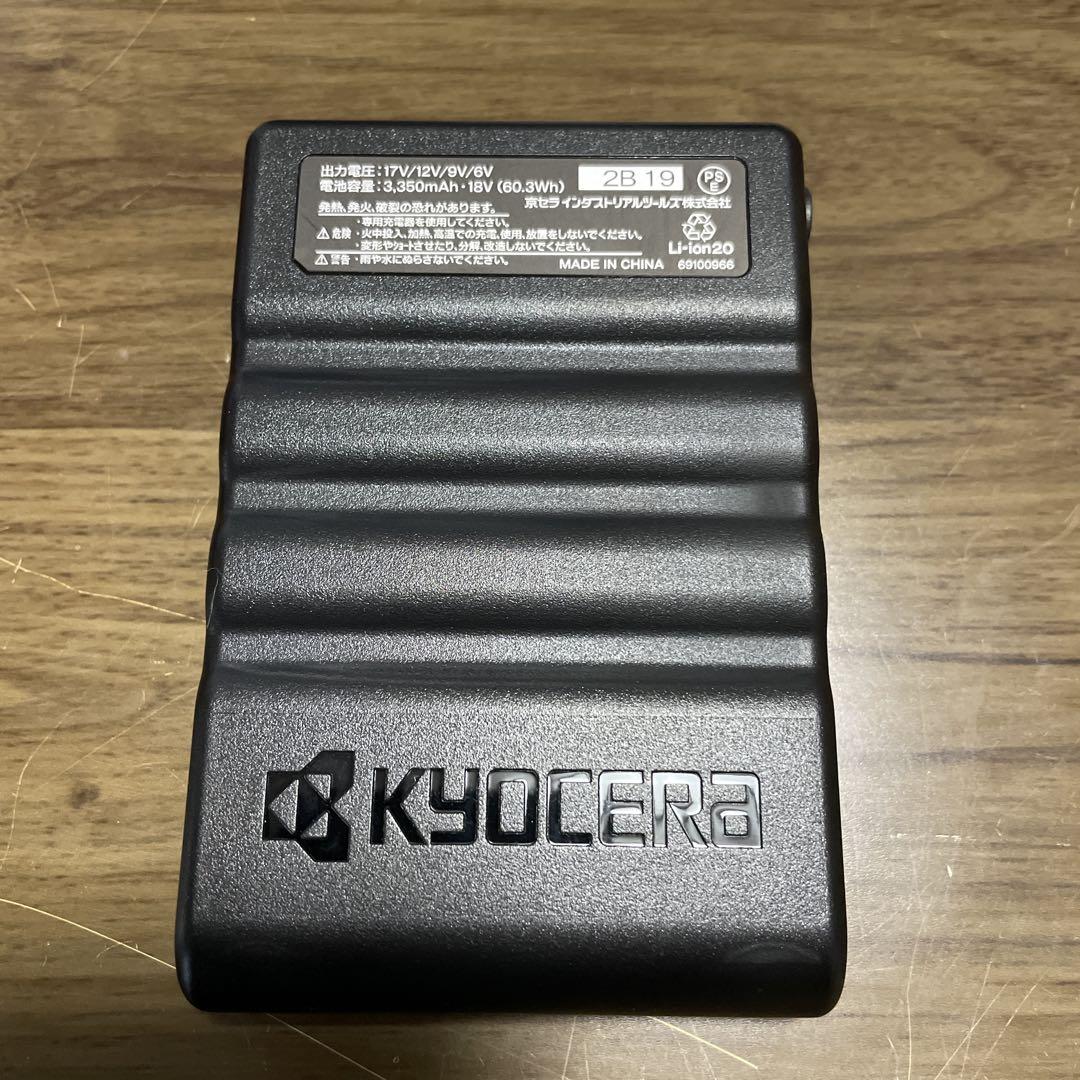 出力電圧:17V/12V/9V/6V
電池容量:3,350mAh・18V (60.3Wh)
2B 19
PSE
京セラインダストリアルツールズ株式会社
発熱、発火、破裂の恐れがあります。
⚠危険
・専用充電器を使用してください。
・火中投入、加熱、高温での充電、使用、放置をしないでください。
・変形やショートさせたり、分解、改造しないでください。
⚠警告・雨や水にぬらさないでください。
Li-ion20
MADE IN CHINA 69100966
KYOCERA